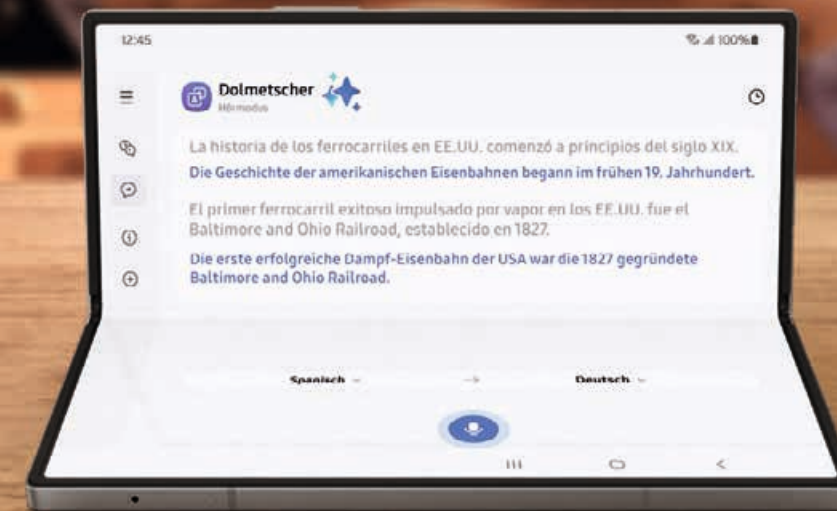 12:45
100%
Dolmetscher
Hörmodus
La historia de los ferrocarriles en EE.UU. comenzó a principios del siglo XIX.
Die Geschichte der amerikanischen Eisenbahnen begann im frühen 19. Jahrhundert.
El primer ferrocarril exitoso impulsado por vapor en los EE.UU. fue el
Baltimore and Ohio Railroad, establecido en 1827.
Die erste erfolgreiche Dampf-Eisenbahn der USA war die 1827 gegründete
Baltimore and Ohio Railroad.
Spanisch
Deutsch